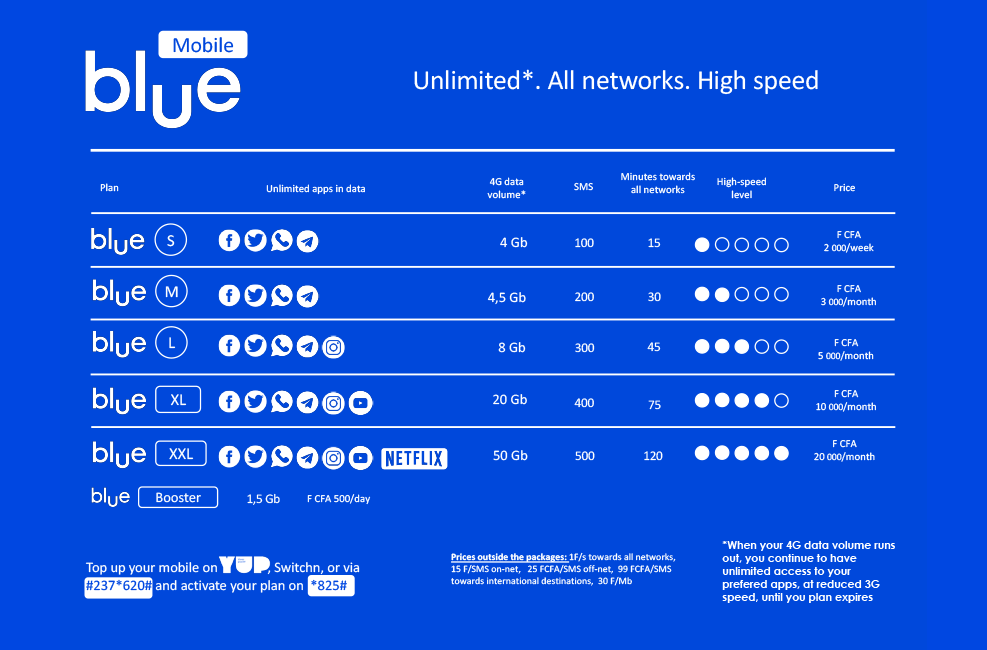 Mobile
blue
Unlimited*. All networks. High speed
Plan Unlimited apps in data 4G data volume* SMS Minutes towards all networks High-speed level Price
blue S 4 Gb 100 15 F CFA 2 000/week
blue M 4,5 Gb 200 30 F CFA 3 000/month
blue L 8 Gb 300 45 F CFA 5 000/month
blue XL 20 Gb 400 75 F CFA 10 000/month
blue XXL NETFLIX 50 Gb 500 120 F CFA 20 000/month
blue Booster 1,5 Gb F CFA 500/day
Top up your mobile on YUP, Switchn, or via
#237*620# and activate your plan on *825#
Prices outside the packages: 1F/s towards all networks,
15 F/SMS on-net, 25 FCFA/SMS off-net, 99 FCFA/SMS
towards international destinations, 30 F/Mb
*When your 4G data volume runs
out, you continue to have
unlimited access to your
prefered apps, at reduced 3G
speed, until you plan expires